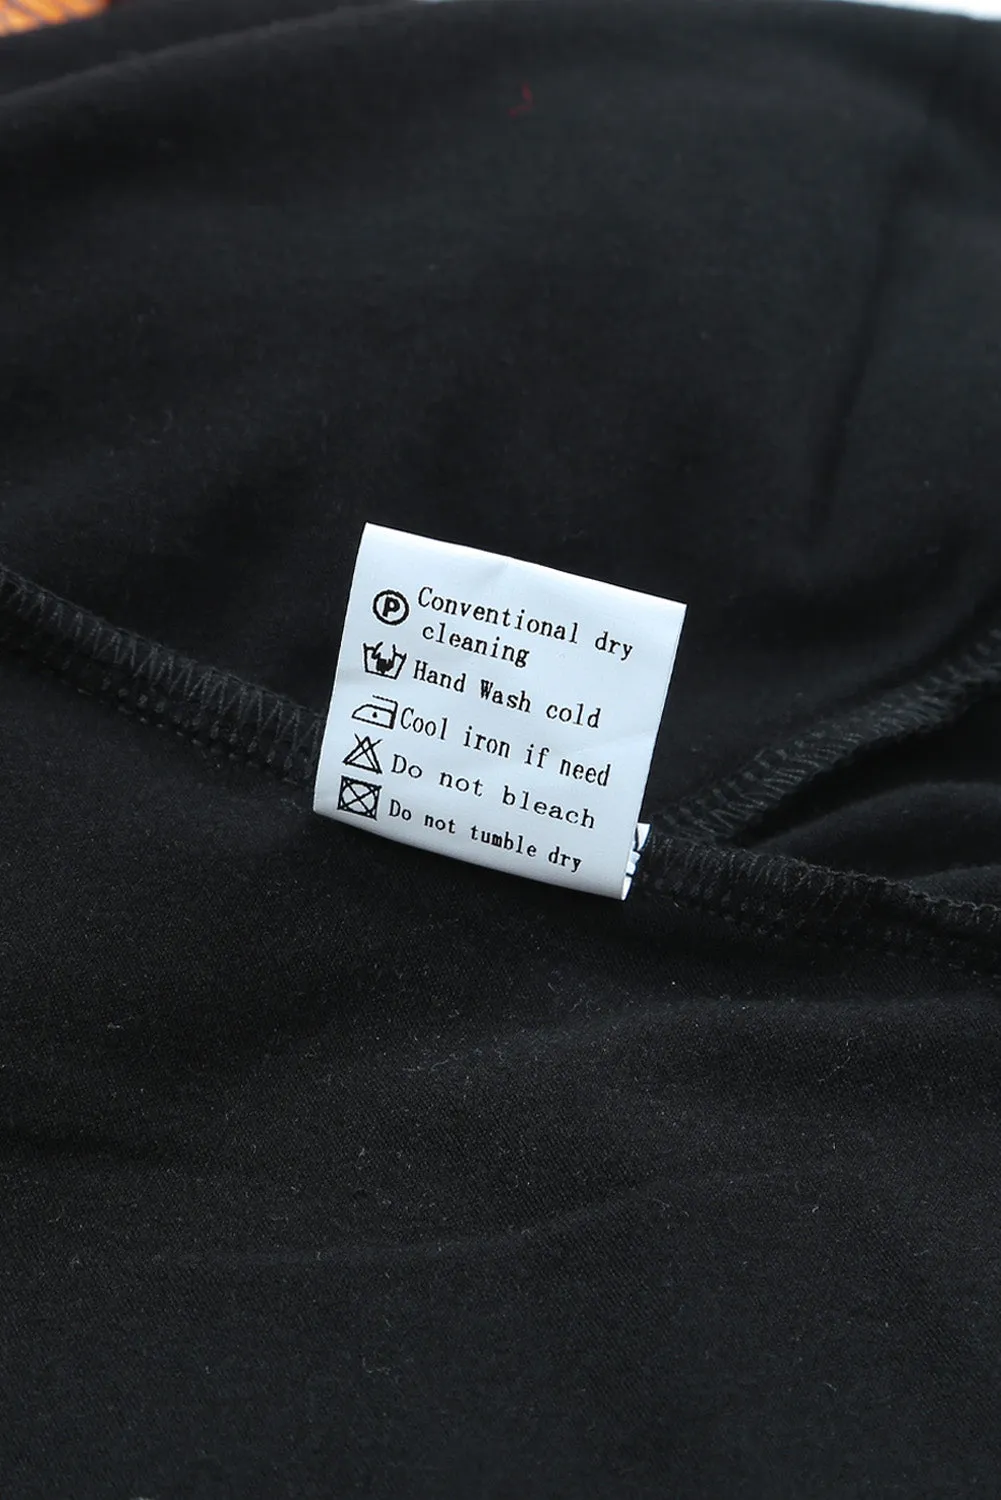 P Conventional dry
cleaning
Hand Wash cold
Cool iron if need
Do not bleach
Do not tumble dry